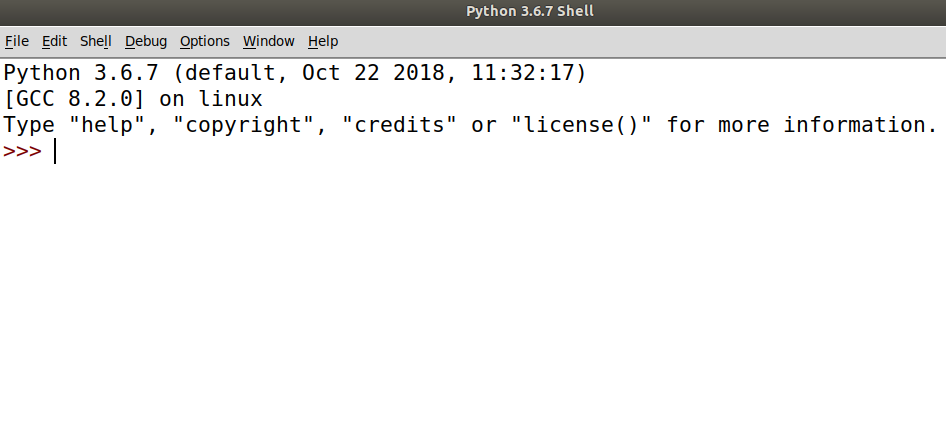 Python 3.6.7 Shell
File Edit Shell Debug Options Window Help
Python 3.6.7 (default, Oct 22 2018, 11:32:17)
[GCC 8.2.0] on linux
Type "help", "copyright", "credits" or "license()" for more information.
>>>